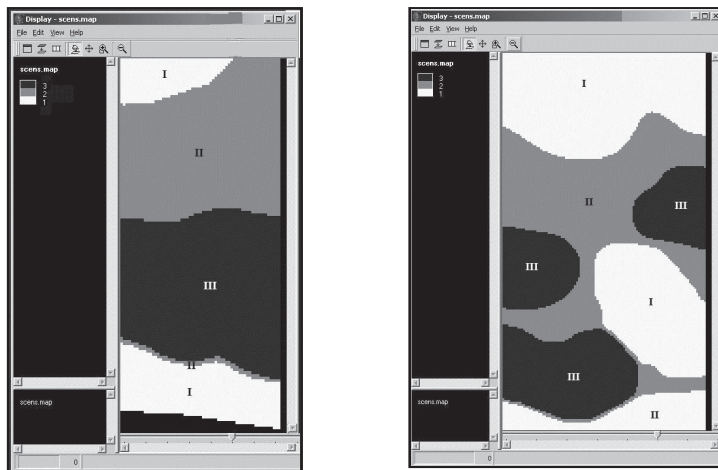 Display - scens.map
File Edit View Help
scens.map
3
2
1
I
II
III
II
I
scens.map
0
Display - scens.map
File Edit View Help
scens.map
3
2
1
I
II
III
III
I
III
II
scens.map
0